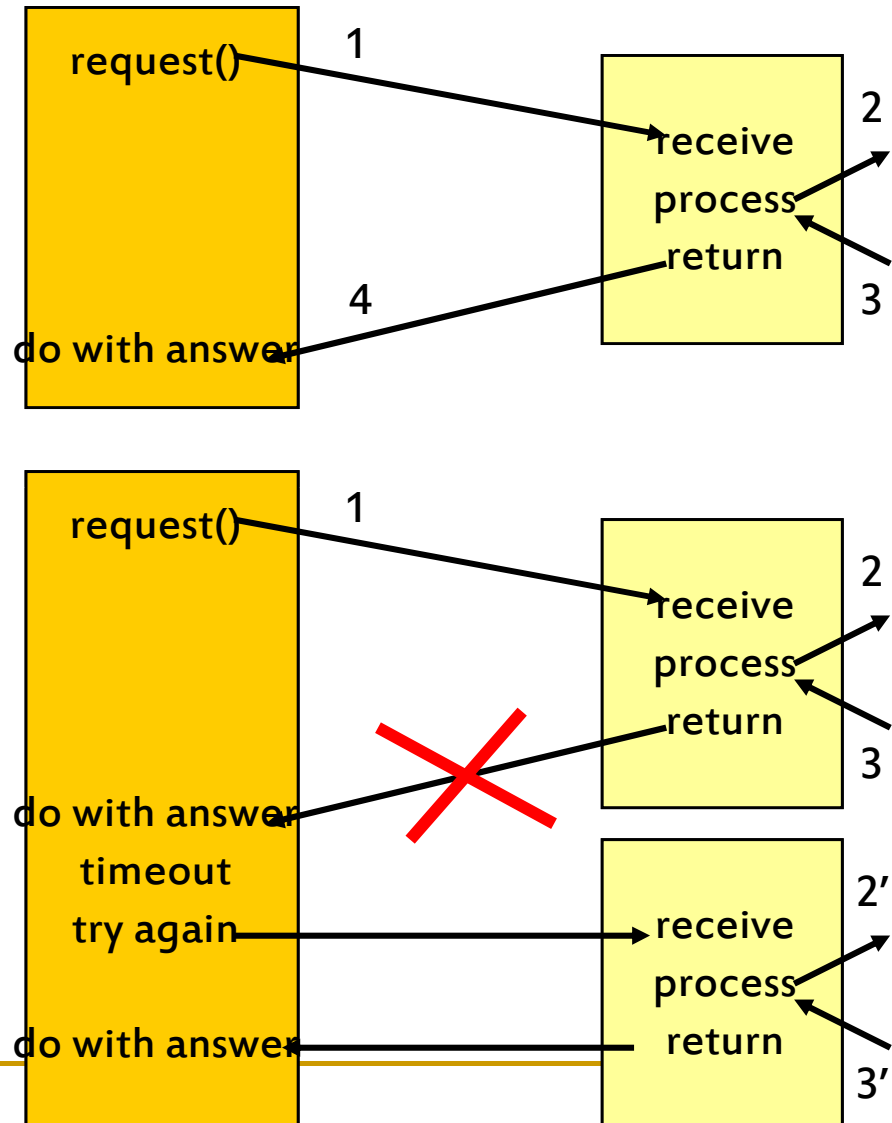 request()
1
receive
2
process
return
3
4
do with answer
request()
1
receive
2
process
return
3
do with answer
timeout
try again
receive
2’
process
return
do with answer
3’